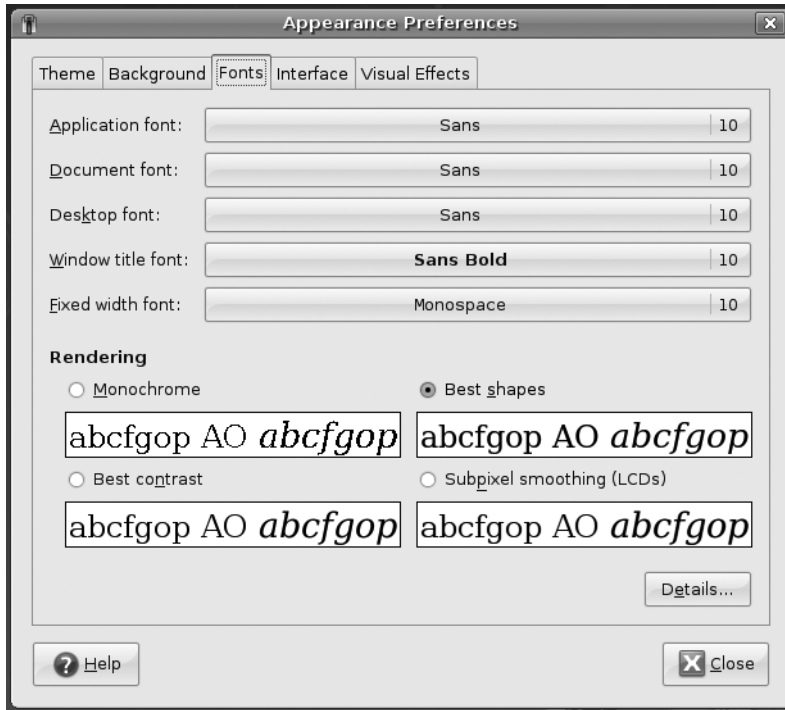 Appearance Preferences
Theme Background Fonts Interface Visual Effects
Application font: Sans 10
Document font: Sans 10
Desktop font: Sans 10
Window title font: Sans Bold 10
Fixed width font: Monospace 10
Rendering
Monochrome Best shapes
abcfgop AO abcfgop abcfgop AO abcfgop
Best contrast Subpixel smoothing (LCDs)
abcfgop AO abcfgop abcfgop AO abcfgop
Details...
Help Close